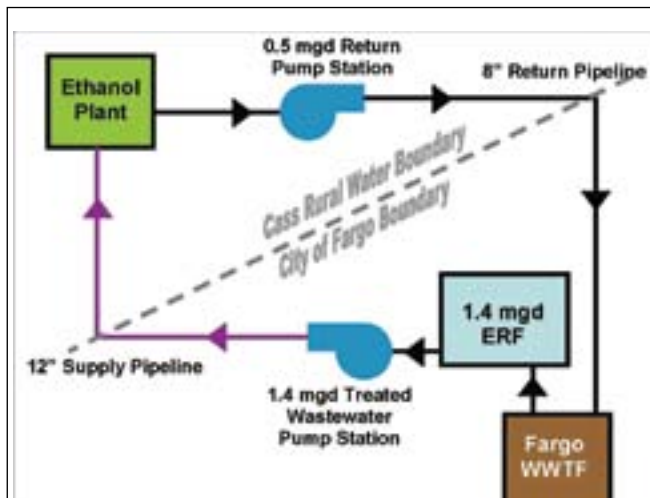 0.5 mgd Return
Pump Station
8" Return Pipeline
Ethanol
Plant
Cass Rural Water Boundary
City of Fargo Boundary
1.4 mgd
ERF
12" Supply Pipeline
1.4 mgd Treated
Wastewater
Pump Station
Fargo
WWTF